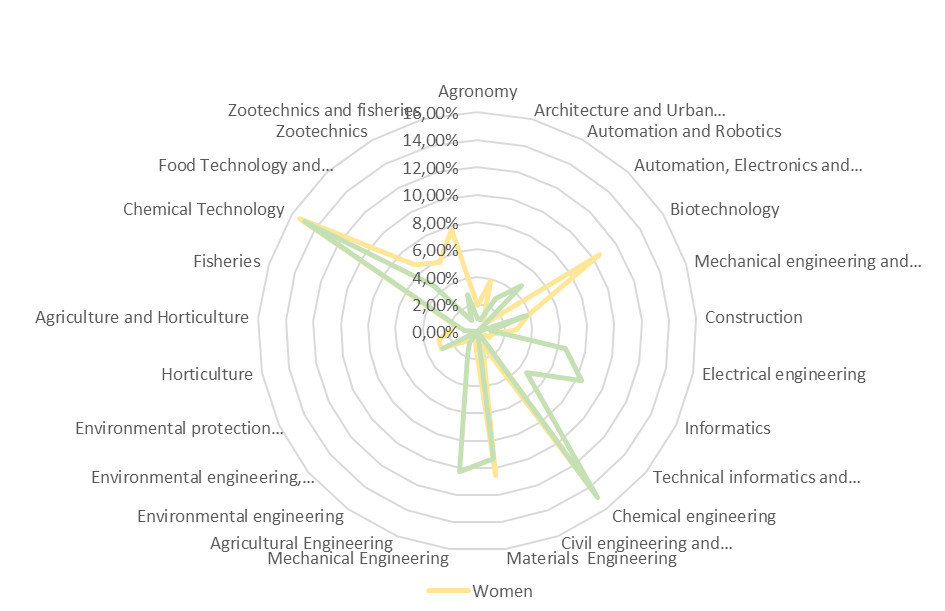 Agronomy
Architecture and Urban...
Automation and Robotics
Automation, Electronics and...
Biotechnology
Mechanical engineering and...
Construction
Electrical engineering
Informatics
Technical informatics and...
Chemical engineering
Civil engineering and...
Materials  Engineering
Mechanical Engineering
Agricultural Engineering
Environmental engineering
Environmental engineering,...
Environmental protection...
Horticulture
Agriculture and Horticulture
Fisheries
Chemical Technology
Food Technology and...
Zootechnics
Zootechnics and fisheries
16,00%
14,00%
12,00%
10,00%
8,00%
6,00%
4,00%
2,00%
0,00%
Women